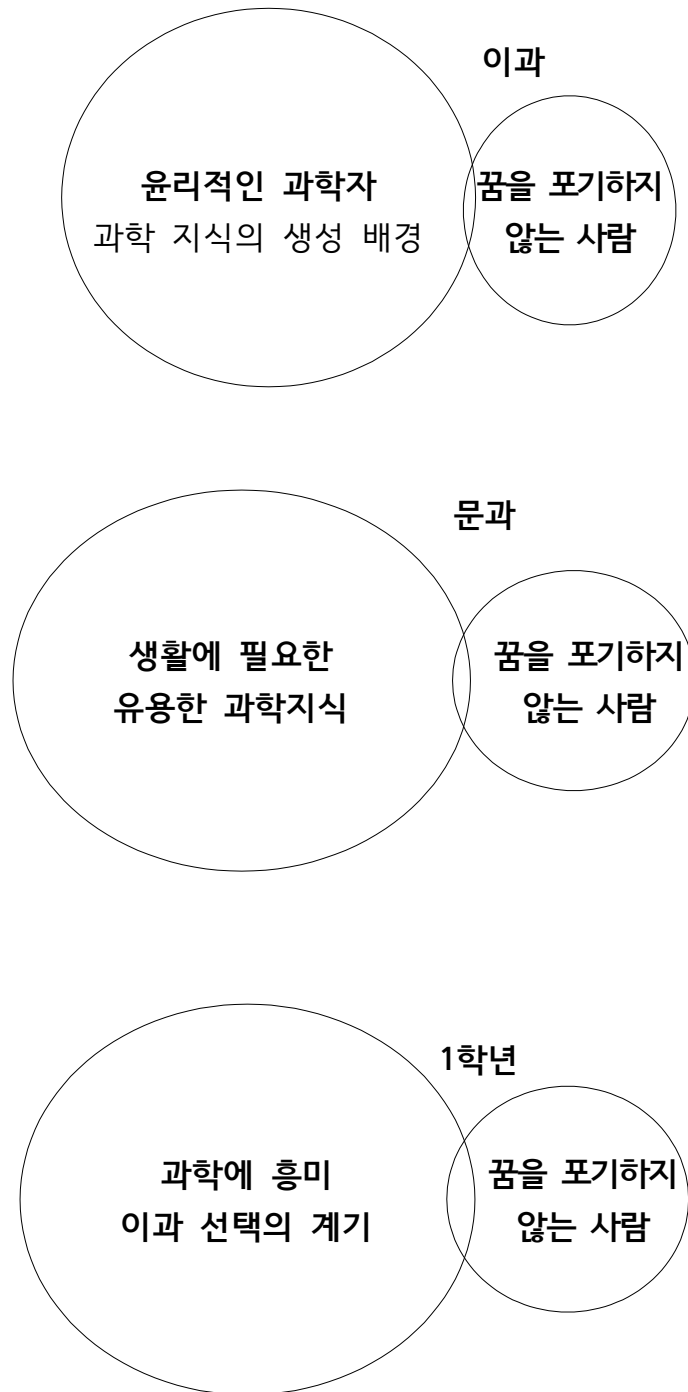 이과
윤리적인 과학자
과학 지식의 생성 배경
꿈을 포기하지
않는 사람
문과
생활에 필요한
유용한 과학지식
꿈을 포기하지
않는 사람
1학년
과학에 흥미
이과 선택의 계기
꿈을 포기하지
않는 사람